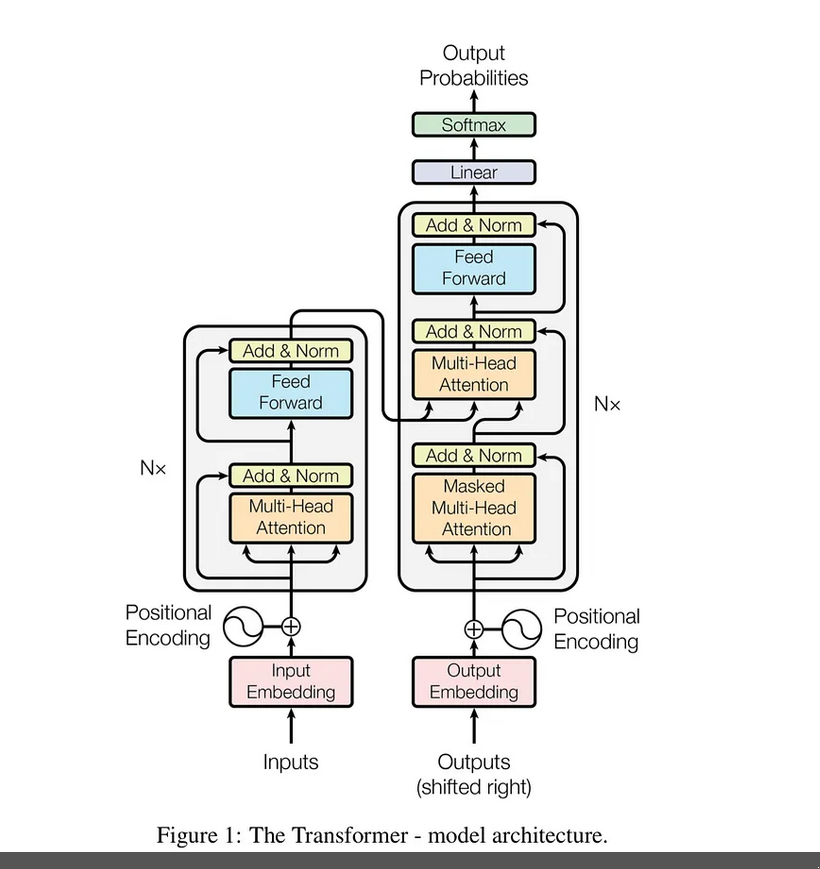 Output
Probabilities
Softmax
Linear
Add & Norm
Feed
Forward
Add & Norm
Multi-Head
Attention
Add & Norm
Masked
Multi-Head
Attention
Nx
Add & Norm
Feed
Forward
Add & Norm
Multi-Head
Attention
Nx
Positional
Encoding
Positional
Encoding
Input
Embedding
Output
Embedding
Inputs
Outputs
(shifted right)
Figure 1: The Transformer - model architecture.